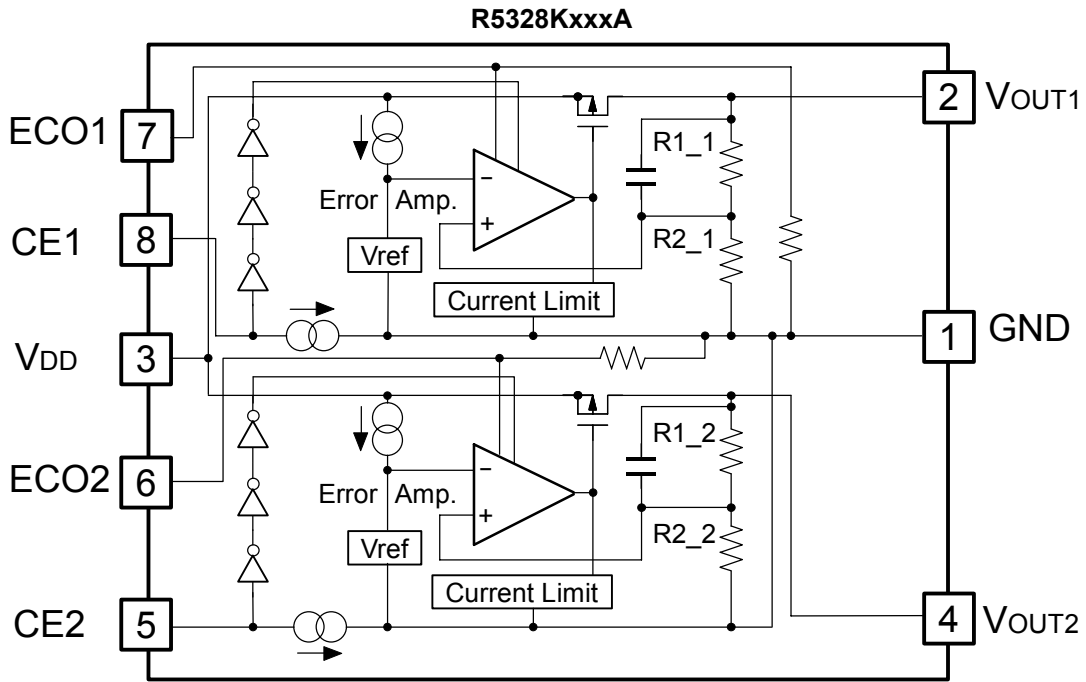 R5328KxxxA
ECO1 7
2 VOUT1
R1_1
−
Error Amp.
+
CE1 8
Vref
R2_1
Current Limit
VDD 3
1 GND
R1_2
ECO2 6
−
Error Amp.
+
Vref
R2_2
Current Limit
CE2 5
4 VOUT2